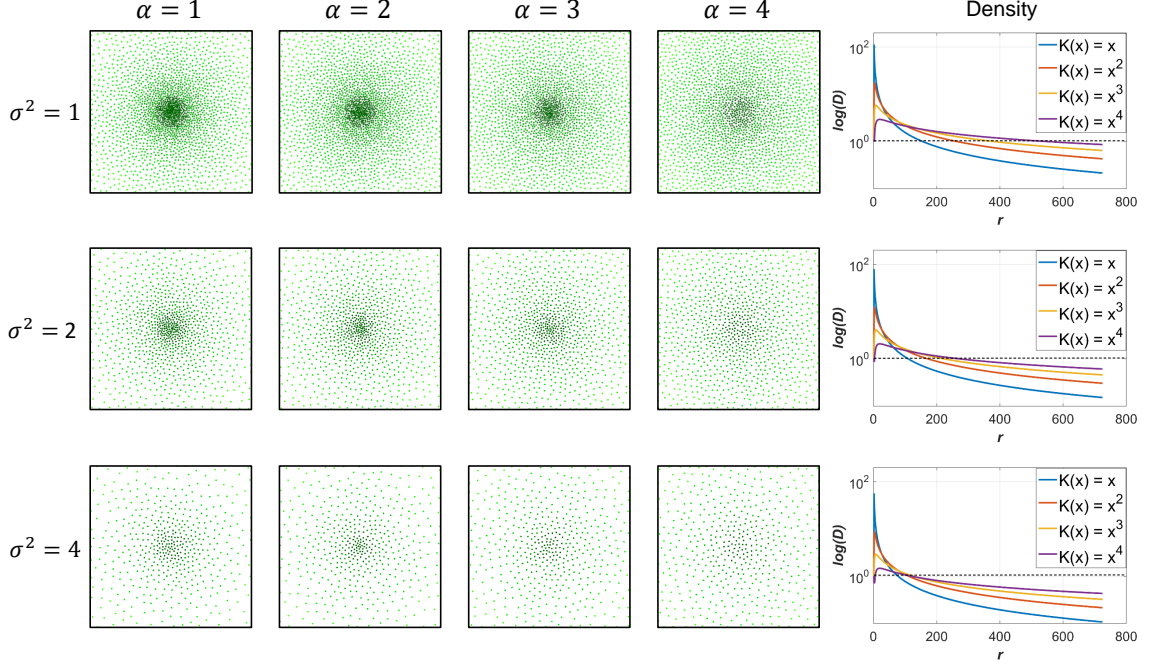 α = 1 α = 2 α = 3 α = 4 Density
σ² = 1
log(D)
10²
10⁰
K(x) = x
K(x) = x²
K(x) = x³
K(x) = x⁴
0 200 400 600 800
r
σ² = 2
log(D)
10²
10⁰
K(x) = x
K(x) = x²
K(x) = x³
K(x) = x⁴
0 200 400 600 800
r
σ² = 4
log(D)
10²
10⁰
K(x) = x
K(x) = x²
K(x) = x³
K(x) = x⁴
0 200 400 600 800
r